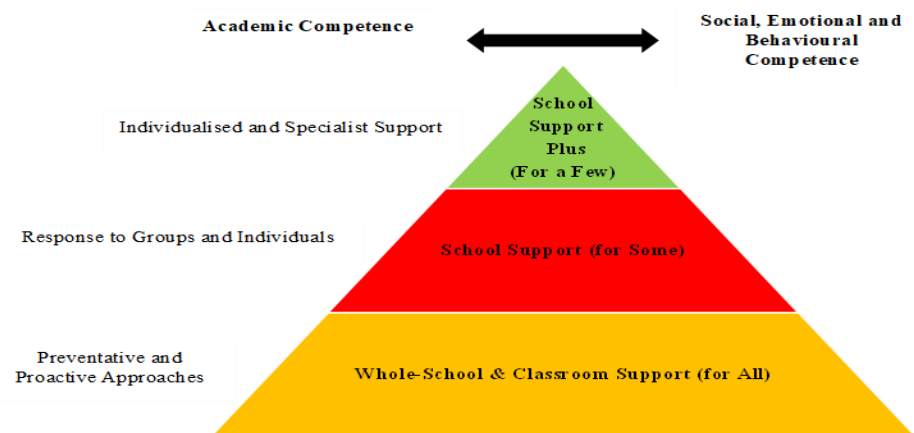 Academic Competence
Social, Emotional and
Behavioural
Competence
Individualised and Specialist Support
School
Support
Plus
(For a Few)
Response to Groups and Individuals
School Support (for Some)
Preventative and
Proactive Approaches
Whole-School & Classroom Support (for All)